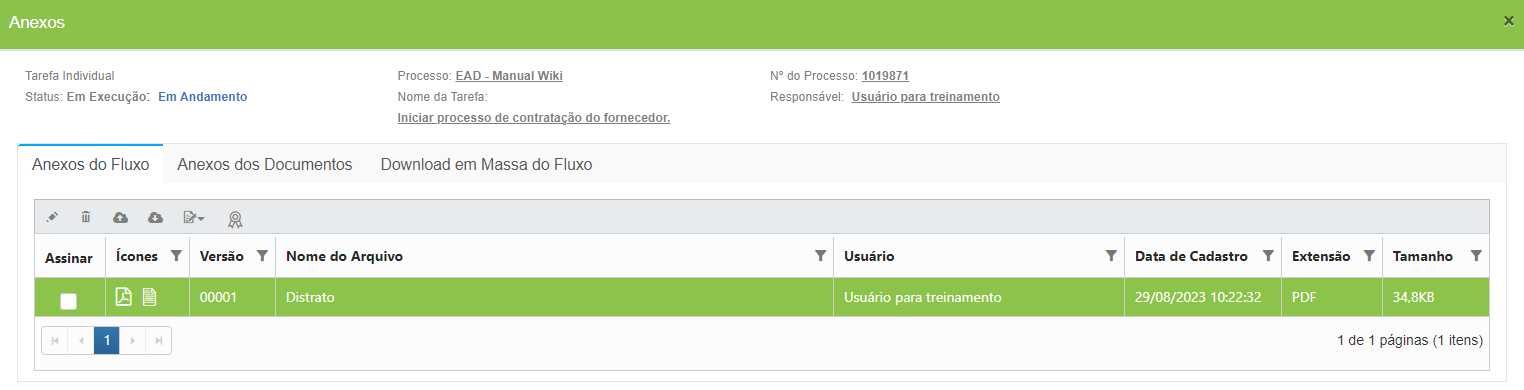 Anexos ×
Tarefa Individual Processo: EAD - Manual Wiki Nº do Processo: 1019871
Status: Em Execução: Em Andamento Nome da Tarefa: Responsável: Usuário para treinamento
Iniciar processo de contratação do fornecedor.
Anexos do Fluxo Anexos dos Documentos Download em Massa do Fluxo
Assinar Ícones Versão Nome do Arquivo Usuário Data de Cadastro Extensão Tamanho
00001 Distrato Usuário para treinamento 29/08/2023 10:22:32 PDF 34,8KB
1 1 de 1 páginas (1 itens)